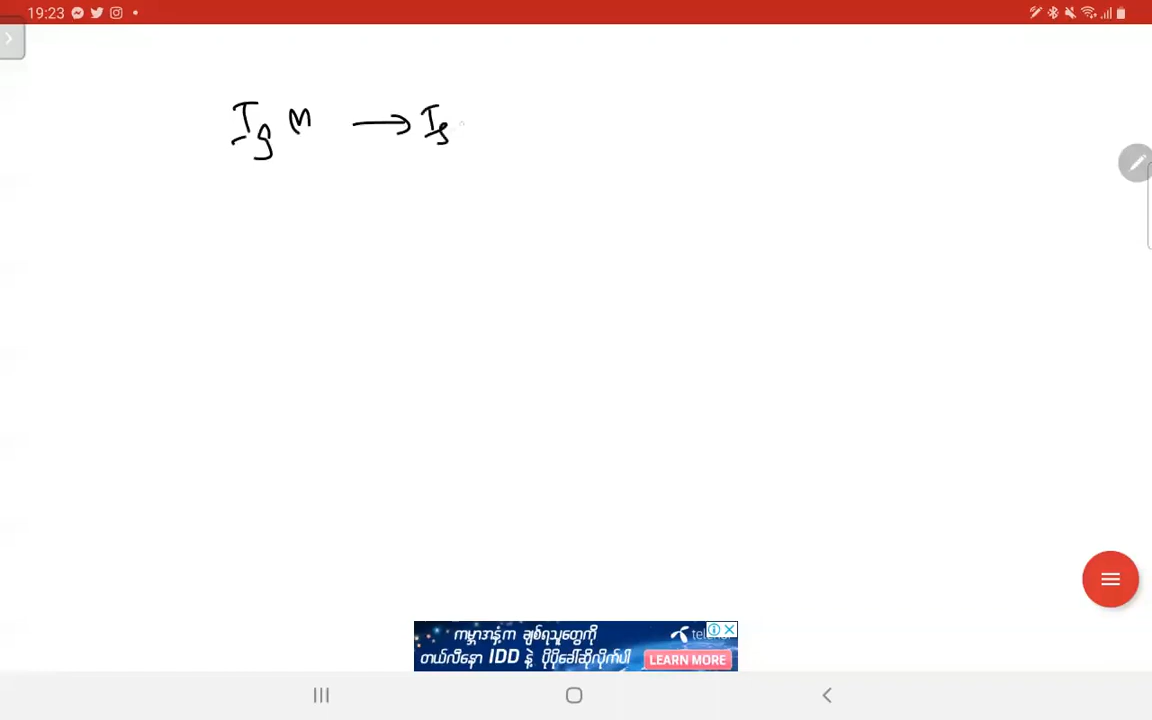 19:23
IgM → Ig
ကမ္ဘာအနှံ့က ချစ်ရသူတွေကို
တယ်လီနော IDD နဲ့ ပိုပိုခေါ်ဆိုလိုက်ပါ
LEARN MORE